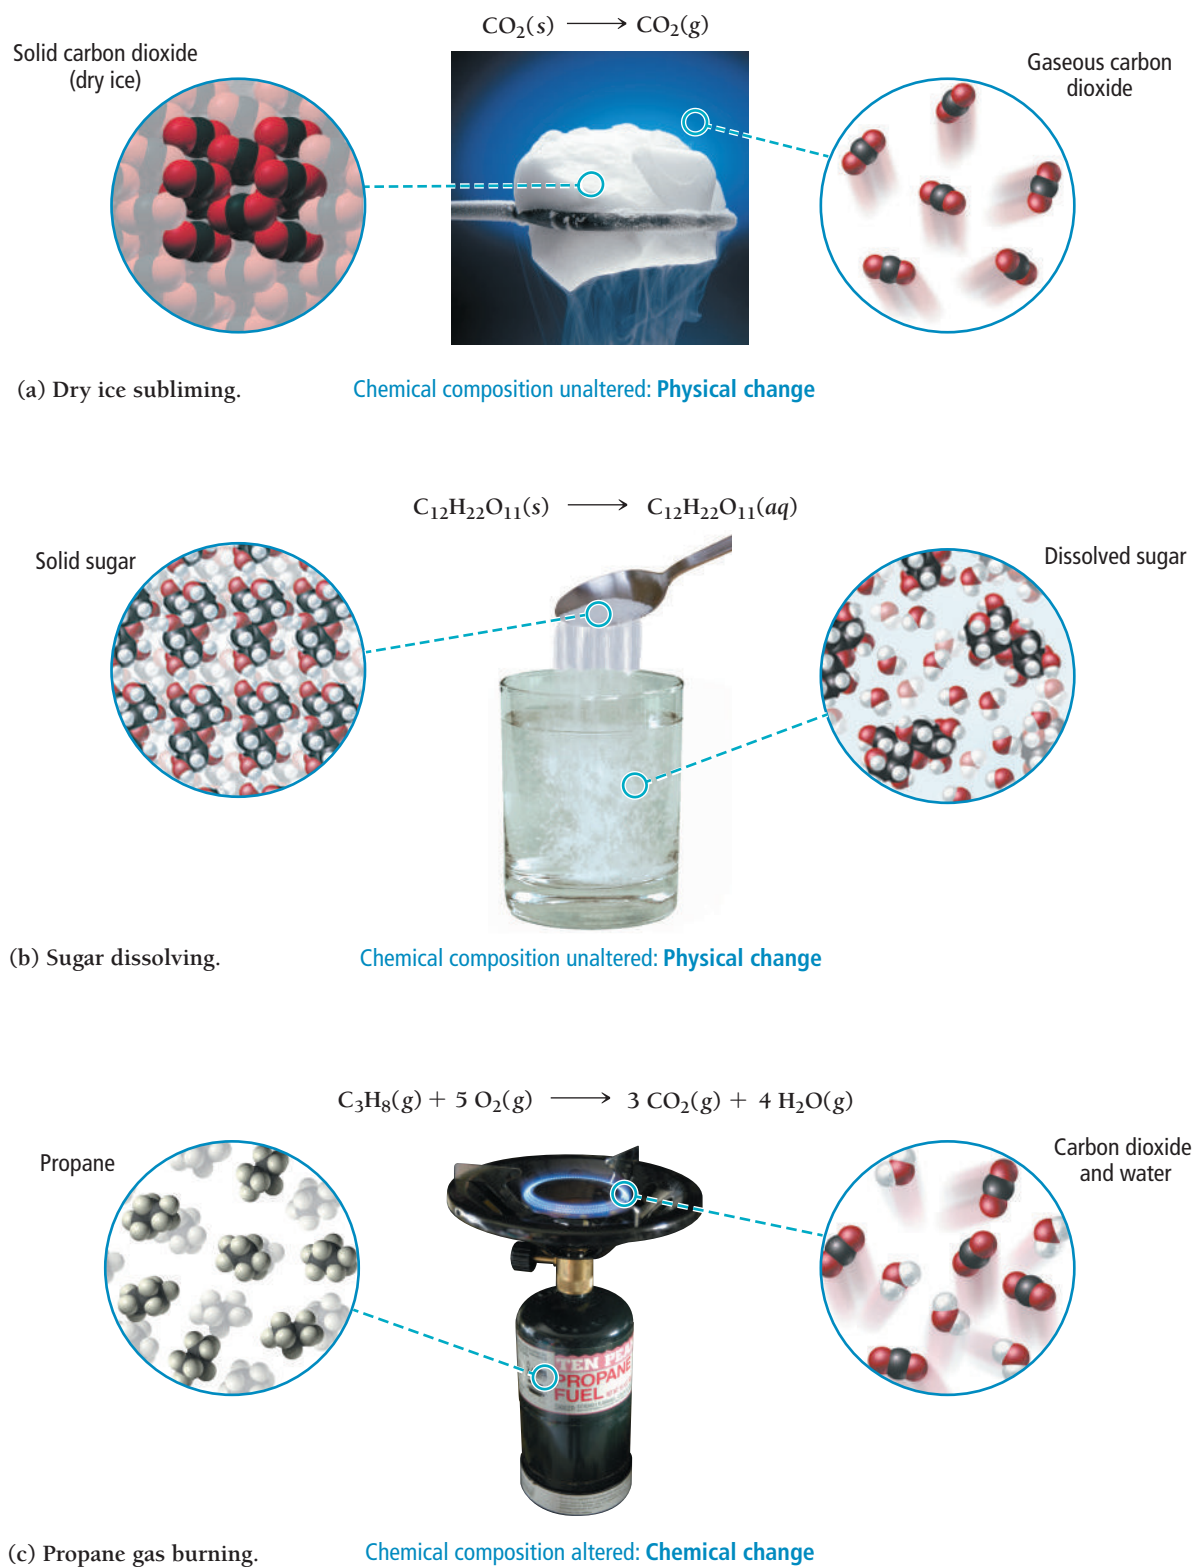 CO₂(s) ⟶ CO₂(g)
Solid carbon dioxide
(dry ice)
Gaseous carbon
dioxide
(a) Dry ice subliming.
Chemical composition unaltered: Physical change
C₁₂H₂₂O₁₁(s) ⟶ C₁₂H₂₂O₁₁(aq)
Solid sugar
Dissolved sugar
(b) Sugar dissolving.
Chemical composition unaltered: Physical change
C₃H₈(g) + 5 O₂(g) ⟶ 3 CO₂(g) + 4 H₂O(g)
Propane
Carbon dioxide
and water
TEN PEA
PROPANE
FUEL
(c) Propane gas burning.
Chemical composition altered: Chemical change